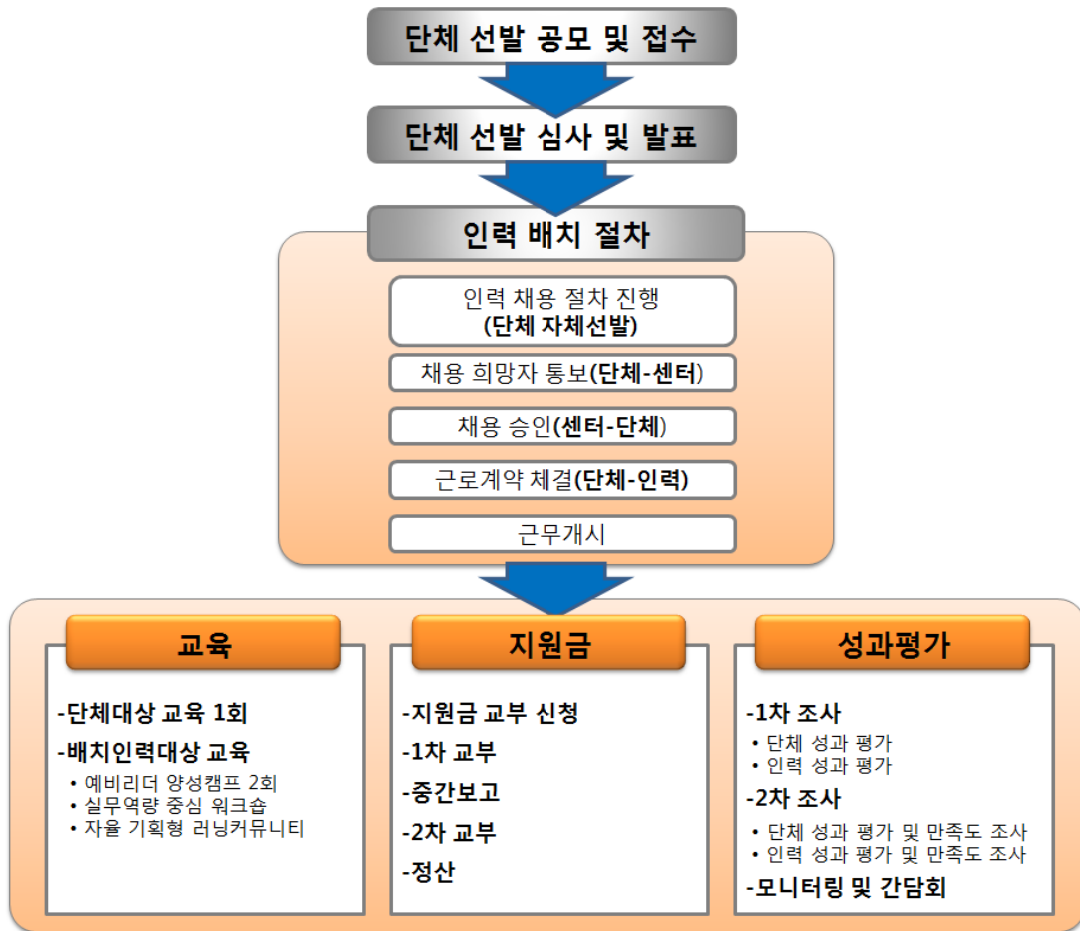 단체 선발 공모 및 접수
단체 선발 심사 및 발표
인력 배치 절차
인력 채용 절차 진행
(단체 자체선발)
채용 희망자 통보(단체-센터)
채용 승인(센터-단체)
근로계약 체결(단체-인력)
근무개시
교육
-단체대상 교육 1회
-배치인력대상 교육
• 예비리더 양성캠프 2회
• 실무역량 중심 워크숍
• 자율 기획형 러닝커뮤니티
지원금
-지원금 교부 신청
-1차 교부
-중간보고
-2차 교부
-정산
성과평가
-1차 조사
• 단체 성과 평가
• 인력 성과 평가
-2차 조사
• 단체 성과 평가 및 만족도 조사
• 인력 성과 평가 및 만족도 조사
-모니터링 및 간담회